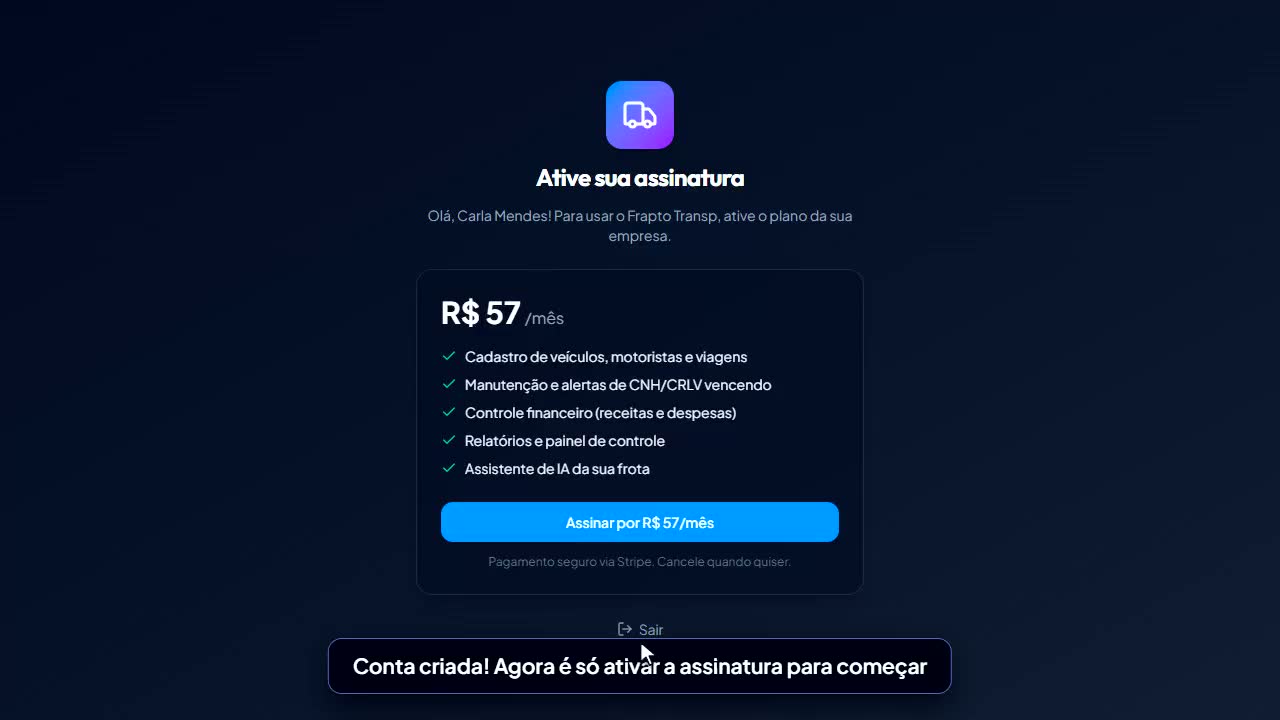 Ative sua assinatura
Olá, Carla Mendes! Para usar o Frapto Transp, ative o plano da sua
empresa.
R$ 57 /mês
Cadastro de veículos, motoristas e viagens
Manutenção e alertas de CNH/CRLV vencendo
Controle financeiro (receitas e despesas)
Relatórios e painel de controle
Assistente de IA da sua frota
Assinar por R$ 57/mês
Pagamento seguro via Stripe. Cancele quando quiser.
Sair
Conta criada! Agora é só ativar a assinatura para começar